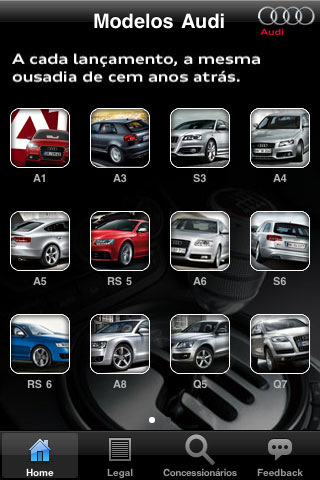 Modelos Audi
Audi
A cada lançamento, a mesma
ousadia de cem anos atrás.
A1
A3
S3
A4
A5
RS 5
A6
S6
RS 6
A8
Q5
Q7
Home
Legal
Concessionários
Feedback